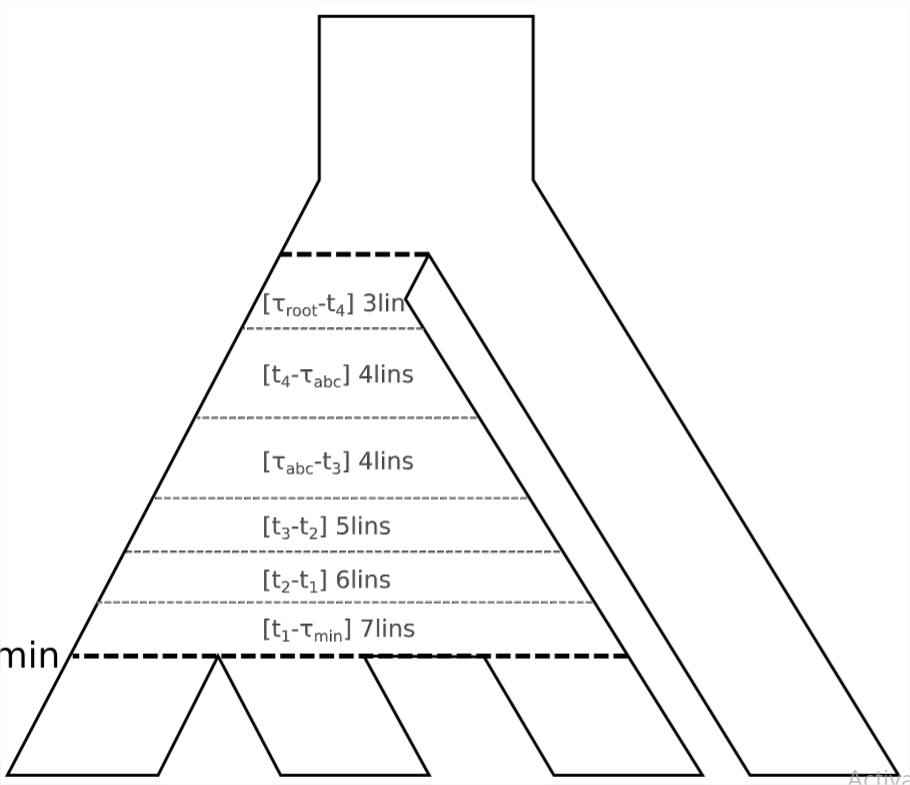 [τroot-t4] 3lin
[t4-τabc] 4lins
[τabc-t3] 4lins
[t3-t2] 5lins
[t2-t1] 6lins
[t1-τmin] 7lins
min
Activa